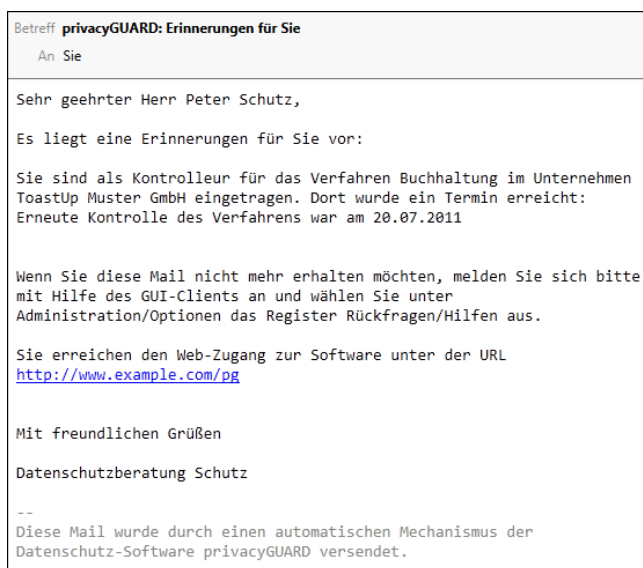 Betreff privacyGUARD: Erinnerungen für Sie
An Sie
Sehr geehrter Herr Peter Schutz,
Es liegt eine Erinnerungen für Sie vor:
Sie sind als Kontrolleur für das Verfahren Buchhaltung im Unternehmen
ToastUp Muster GmbH eingetragen. Dort wurde ein Termin erreicht:
Erneute Kontrolle des Verfahrens war am 20.07.2011
Wenn Sie diese Mail nicht mehr erhalten möchten, melden Sie sich bitte
mit Hilfe des GUI-Clients an und wählen Sie unter
Administration/Optionen das Register Rückfragen/Hilfen aus.
Sie erreichen den Web-Zugang zur Software unter der URL
http://www.example.com/pg
Mit freundlichen Grüßen
Datenschutzberatung Schutz
--
Diese Mail wurde durch einen automatischen Mechanismus der
Datenschutz-Software privacyGUARD versendet.